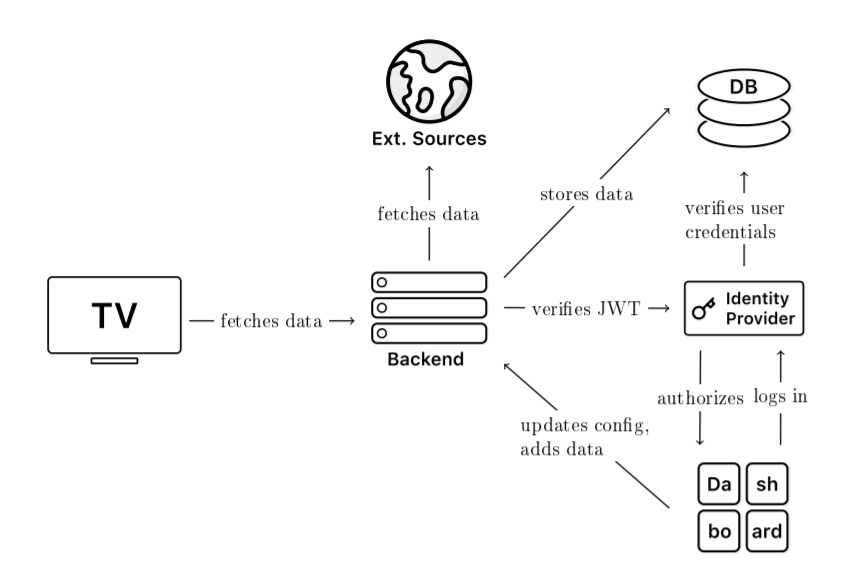 DB
Ext. Sources
stores data
fetches data
verifies user
credentials
TV
fetches data
verifies JWT
Identity
Provider
Backend
authorizes
logs in
updates config,
adds data
Da
sh
bo
ard